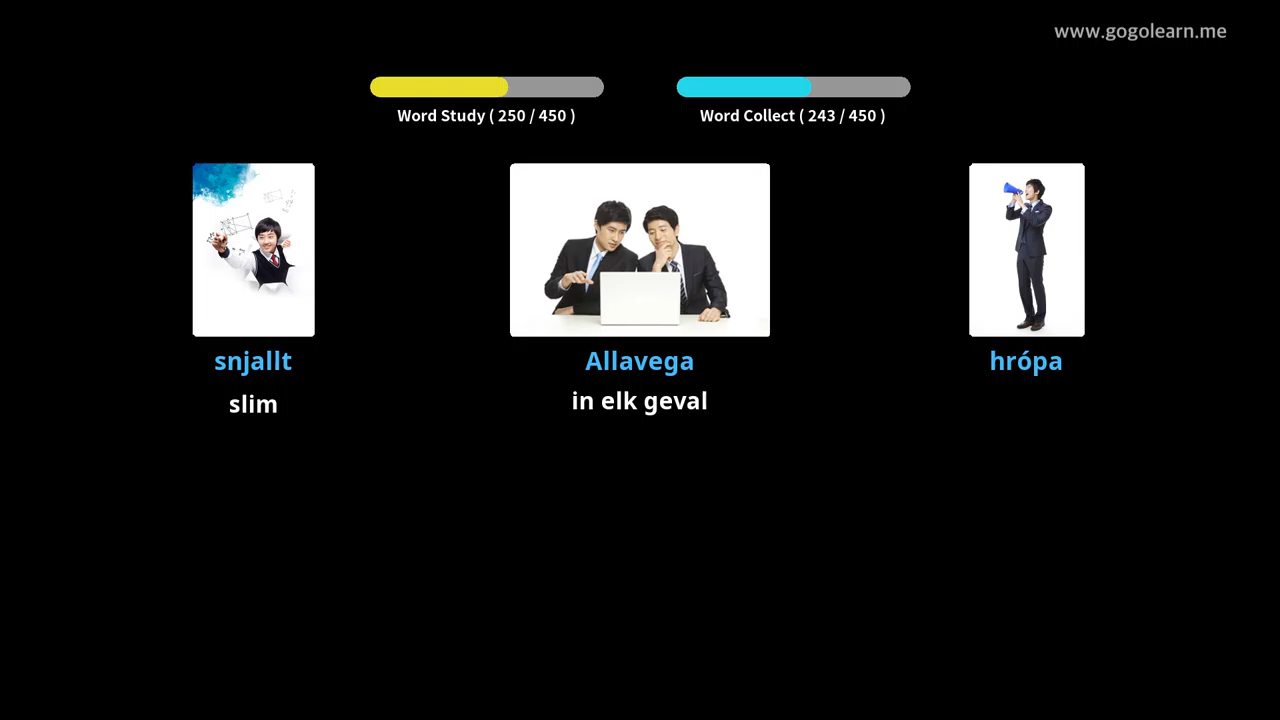 www.gogolearn.me
Word Study ( 250 / 450 )
Word Collect ( 243 / 450 )
snjallt
Allavega
hrópa
slim
in elk geval